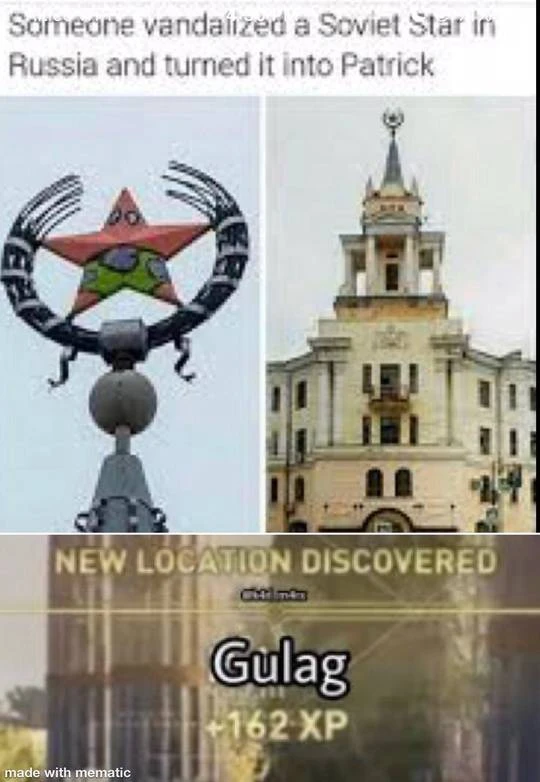 Someone vandalized a Soviet Star in
Russia and turned it into Patrick
NEW LOCATION DISCOVERED
Gulag
+162 XP
made with mematic